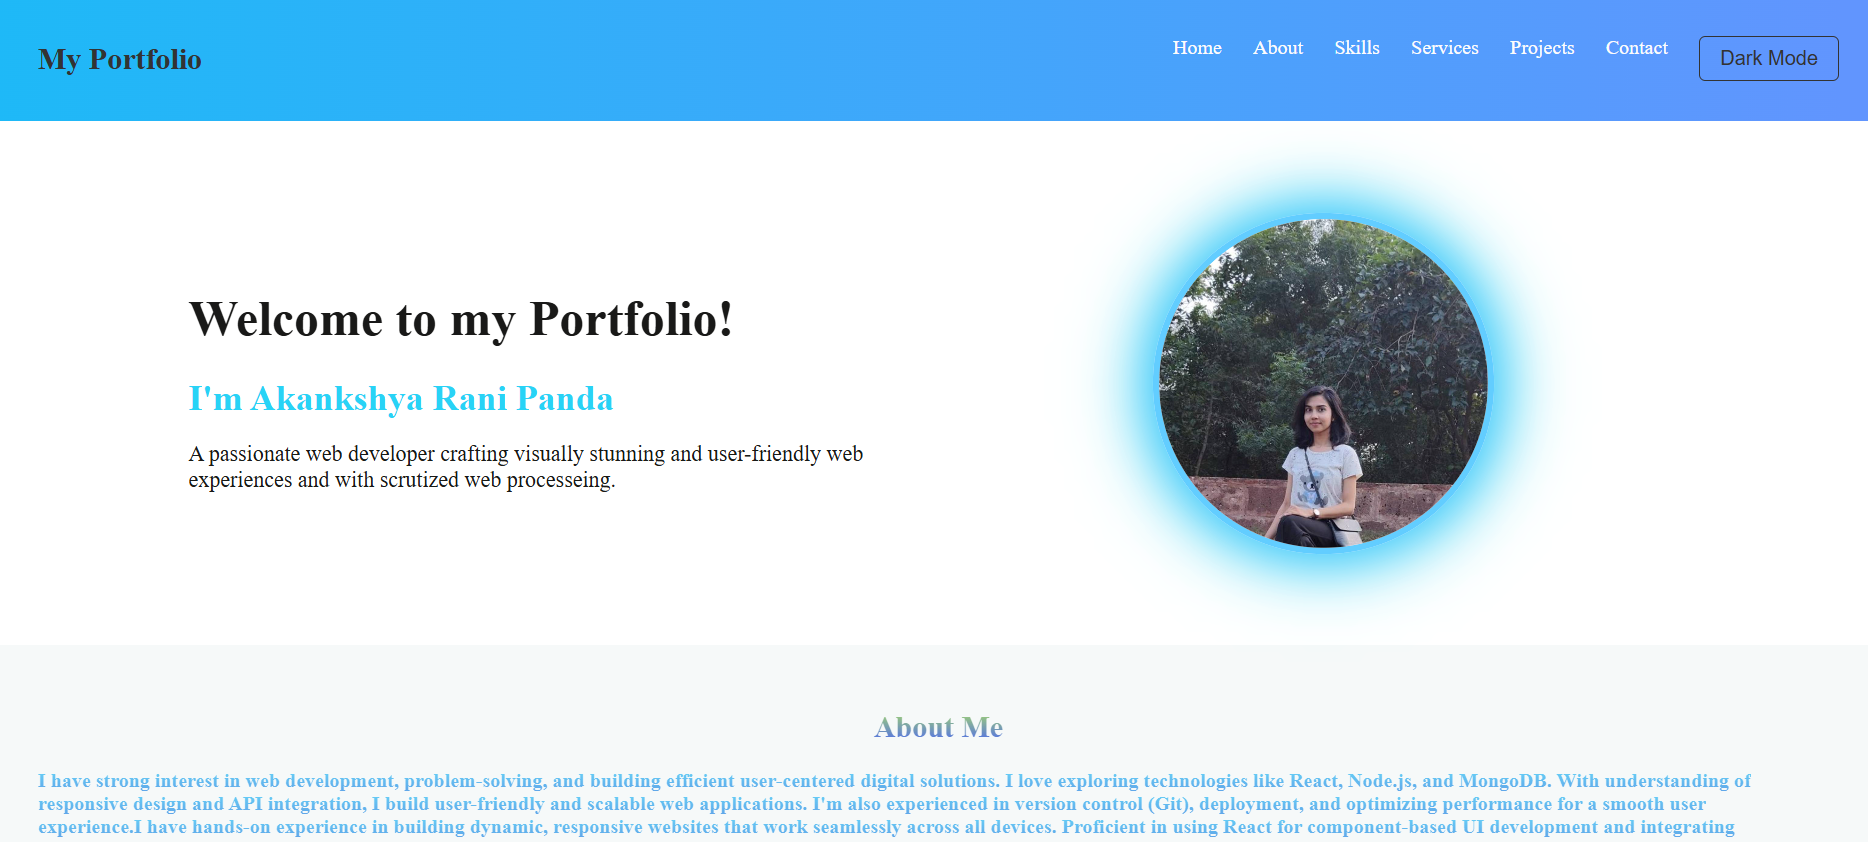 My Portfolio
Home About Skills Services Projects Contact Dark Mode
Welcome to my Portfolio!
I'm Akankshya Rani Panda
A passionate web developer crafting visually stunning and user-friendly web
experiences and with scrutized web processeing.
About Me
I have strong interest in web development, problem-solving, and building efficient user-centered digital solutions. I love exploring technologies like React, Node.js, and MongoDB. With understanding of
responsive design and API integration, I build user-friendly and scalable web applications. I'm also experienced in version control (Git), deployment, and optimizing performance for a smooth user
experience.I have hands-on experience in building dynamic, responsive websites that work seamlessly across all devices. Proficient in using React for component-based UI development and integrating